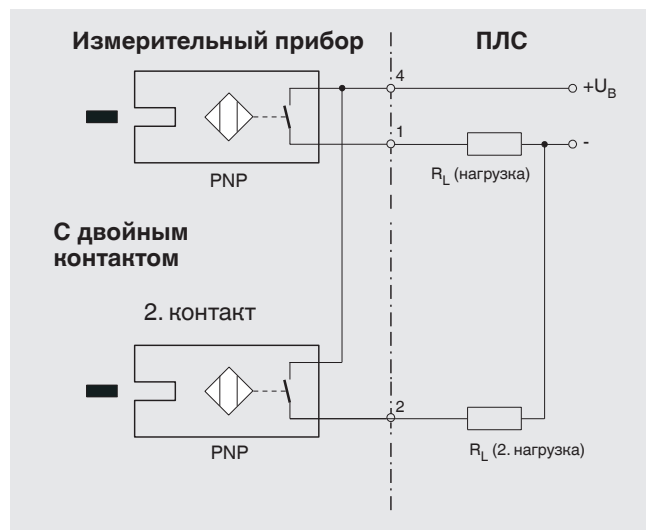 Измерительный прибор
ПЛС
4
+U_B
1
-
R_L (нагрузка)
PNP
С двойным
контактом
2. контакт
2
R_L (2. нагрузка)
PNP